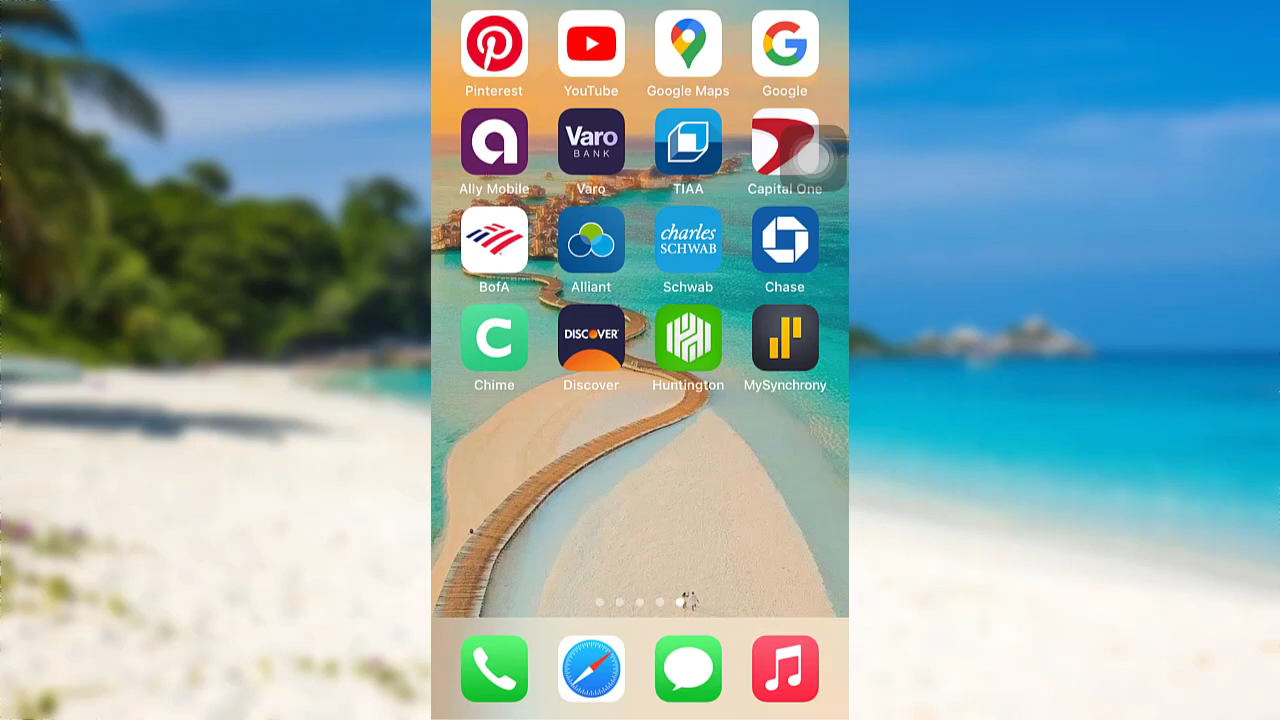 Pinterest YouTube Google Maps Google
Varo
BANK
Ally Mobile Varo TIAA Capital One
charles
SCHWAB
BofA Alliant Schwab Chase
DISCOVER
Chime Discover Huntington MySynchrony